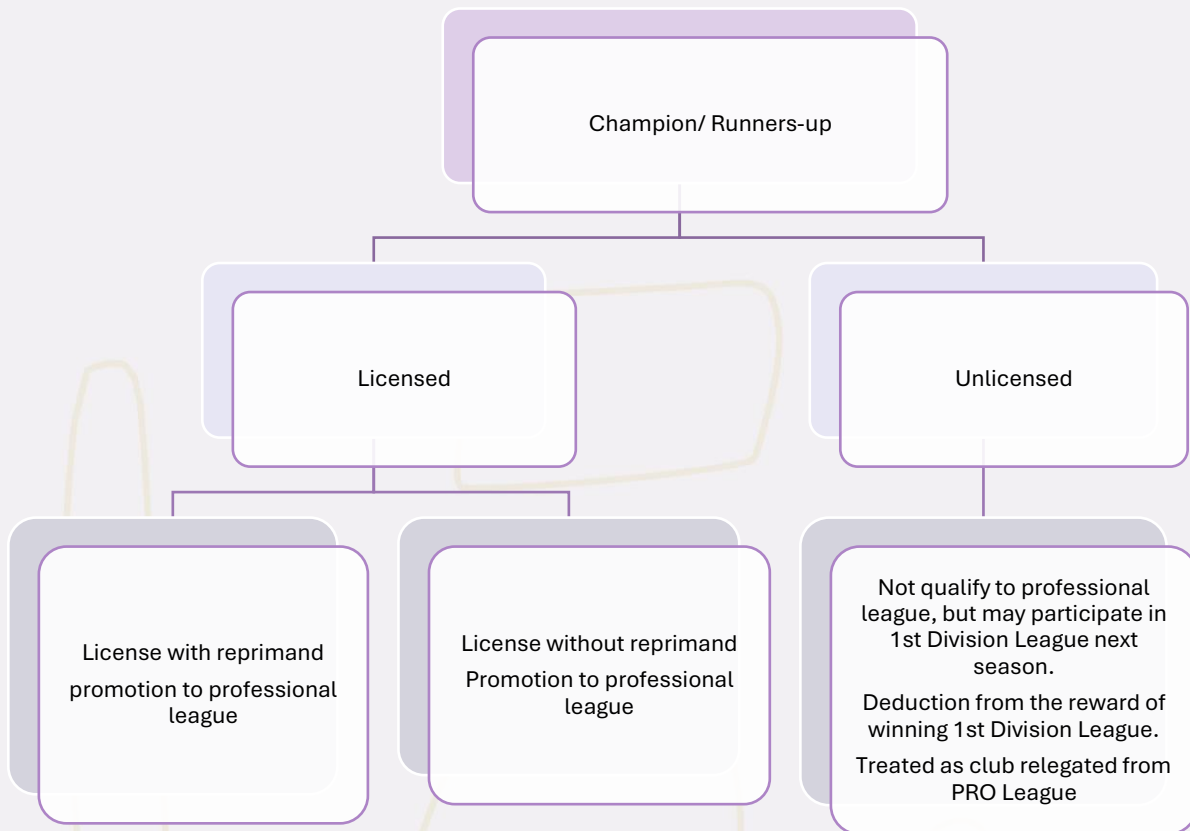 Champion/ Runners-up
Licensed
Unlicensed
License with reprimand
promotion to professional
league
License without reprimand
Promotion to professional
league
Not qualify to professional
league, but may participate in
1st Division League next
season.
Deduction from the reward of
winning 1st Division League.
Treated as club relegated from
PRO League